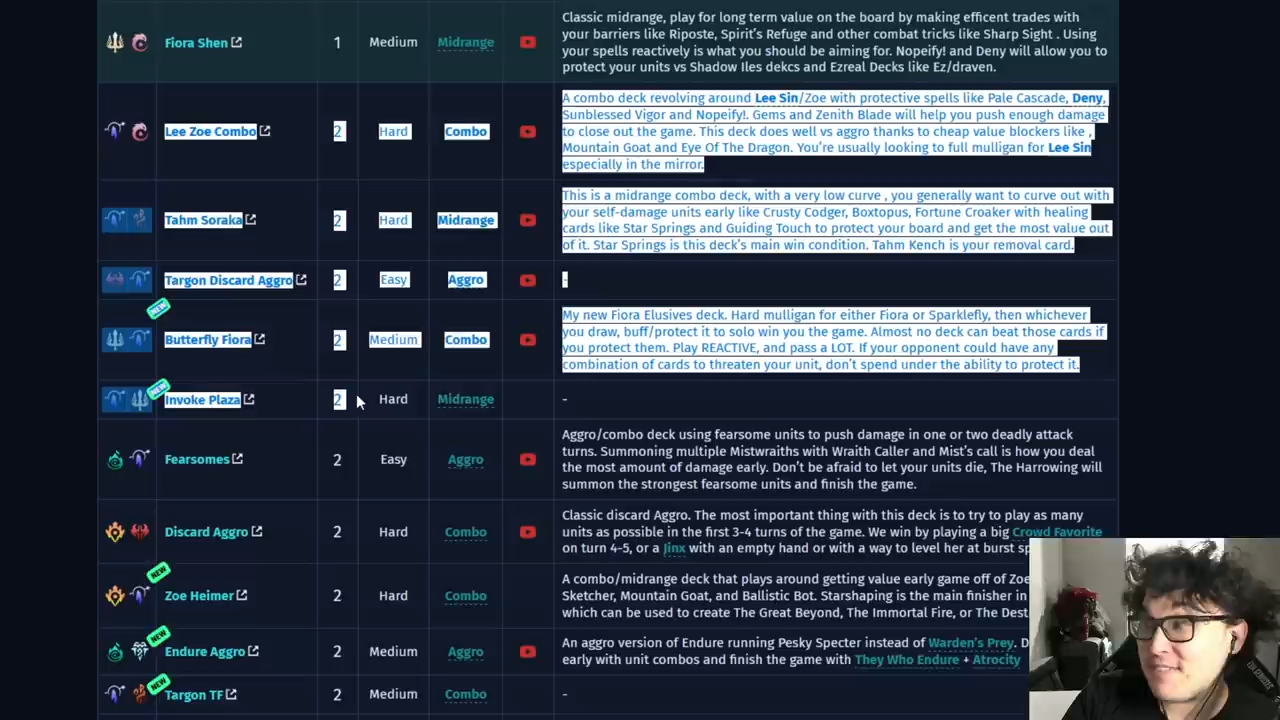 Fiora Shen
1
Medium
Midrange
Classic midrange, play for long term value on the board by making efficent trades with
your barriers like Riposte, Spirit's Refuge and other combat tricks like Sharp Sight . Using
your spells reactively is what you should be aiming for. Nopeify! and Deny will allow you to
protect your units vs Shadow Iles dekcs and Ezreal Decks like Ez/draven.
Lee Zoe Combo
2
Hard
Combo
A combo deck revolving around Lee Sin/Zoe with protective spells like Pale Cascade, Deny,
Sunblessed Vigor and Nopeify!. Gems and Zenith Blade will help you push enough damage
to close out the game. This deck does well vs aggro thanks to cheap value blockers like ,
Mountain Goat and Eye Of The Dragon. You're usually looking to full mulligan for Lee Sin
especially in the mirror.
Tahm Soraka
2
Hard
Midrange
This is a midrange combo deck, with a very low curve , you generally want to curve out with
your self-damage units early like Crusty Codger, Boxtopus, Fortune Croaker with healing
cards like Star Springs and Guiding Touch to protect your board and get the most value out
of it. Star Springs is this deck's main win condition. Tahm Kench is your removal card.
Targon Discard Aggro
2
Easy
Aggro
-
NEW
Butterfly Fiora
2
Medium
Combo
My new Fiora Elusives deck. Hard mulligan for either Fiora or Sparklefly, then whichever
you draw, buff/protect it to solo win you the game. Almost no deck can beat those cards if
you protect them. Play REACTIVE, and pass a LOT. If your opponent could have any
combination of cards to threaten your unit, don't spend under the ability to protect it.
NEW
Invoke Plaza
2
Hard
Midrange
-
Fearsomes
2
Easy
Aggro
Aggro/combo deck using fearsome units to push damage in one or two deadly attack
turns. Summoning multiple Mistwraiths with Wraith Caller and Mist's call is how you deal
the most amount of damage early. Don't be afraid to let your units die, The Harrowing will
summon the strongest fearsome units and finish the game.
Discard Aggro
2
Hard
Combo
Classic discard Aggro. The most important thing with this deck is to try to play as many
units as possible in the first 3-4 turns of the game. We win by playing a big Crowd Favorite
on turn 4-5, or a Jinx with an empty hand or with a way to level her at burst sp
NEW
Zoe Heimer
2
Hard
Combo
A combo/midrange deck that plays around getting value early game off of Zoe
Sketcher, Mountain Goat, and Ballistic Bot. Starshaping is the main finisher in
which can be used to create The Great Beyond, The Immortal Fire, or The Dest
NEW
Endure Aggro
2
Medium
Aggro
An aggro version of Endure running Pesky Specter instead of Warden's Prey. D
early with unit combos and finish the game with They Who Endure + Atrocity
NEW
Targon TF
2
Medium
Combo
-